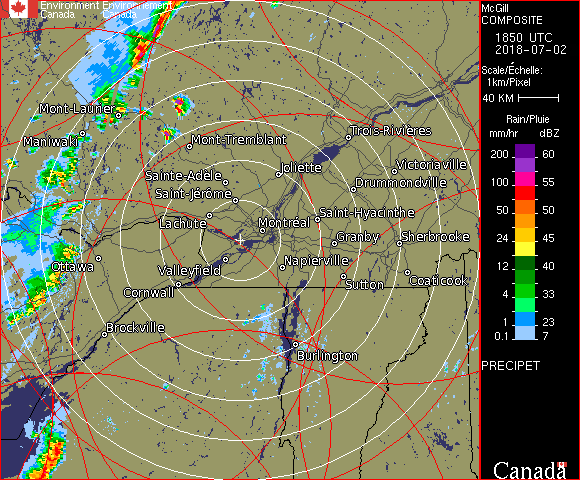 Environment Environnement
Canada Canada
McGill
COMPOSITE
1850 UTC
2018-07-02
Scale/Échelle:
1km/Pixel
40 KM
Rain/Pluie
mm/hr dBZ
200 60
100 55
50 50
24 45
12 40
4 33
1 23
0.1 7
PRECIPET
Canada
Mont-Laurier
Maniwaki
Mont-Tremblant
Trois-Rivières
Sainte-Adèle
Joliette
Victoriaville
Saint-Jérôme
Drummondville
Lachute
Montréal
Saint-Hyacinthe
Granby
Sherbrooke
Ottawa
Valleyfield
Napierville
Cornwall
Sutton
Coaticook
Brockville
Burlington